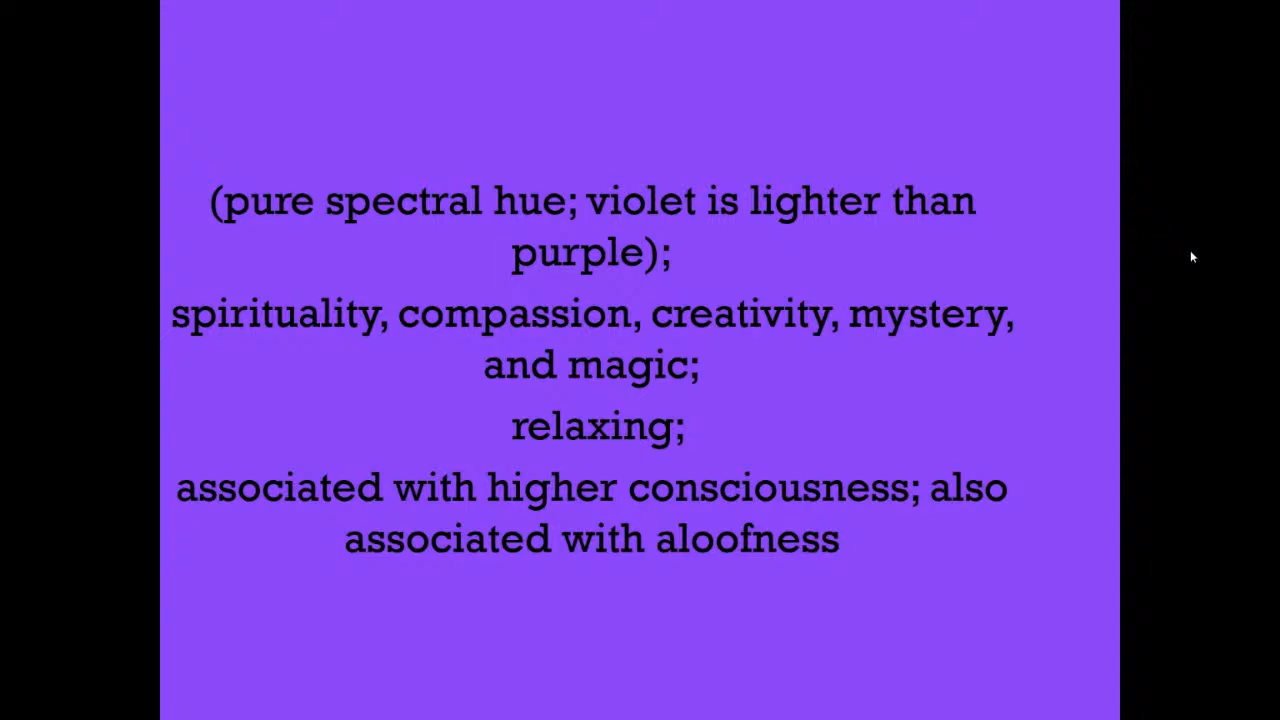 (pure spectral hue; violet is lighter than
purple);
spirituality, compassion, creativity, mystery,
and magic;
relaxing;
associated with higher consciousness; also
associated with aloofness